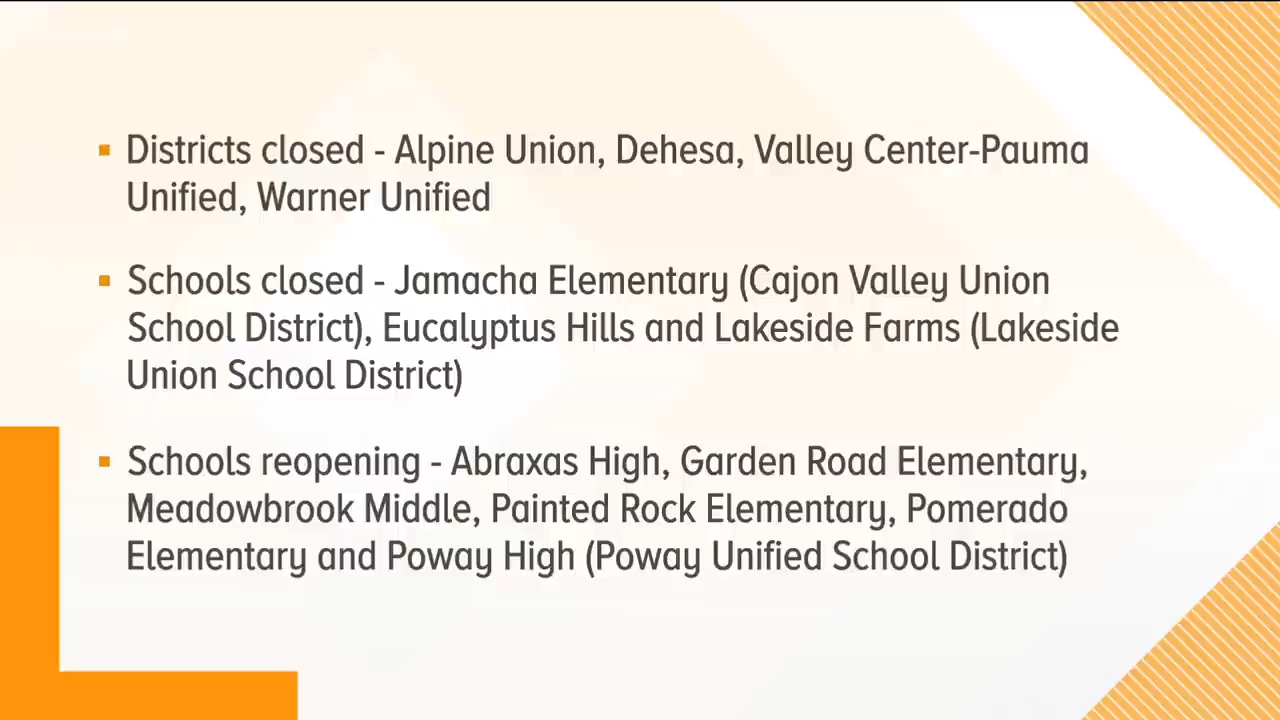 ▪ Districts closed - Alpine Union, Dehesa, Valley Center-Pauma
Unified, Warner Unified
▪ Schools closed - Jamacha Elementary (Cajon Valley Union
School District), Eucalyptus Hills and Lakeside Farms (Lakeside
Union School District)
▪ Schools reopening - Abraxas High, Garden Road Elementary,
Meadowbrook Middle, Painted Rock Elementary, Pomerado
Elementary and Poway High (Poway Unified School District)